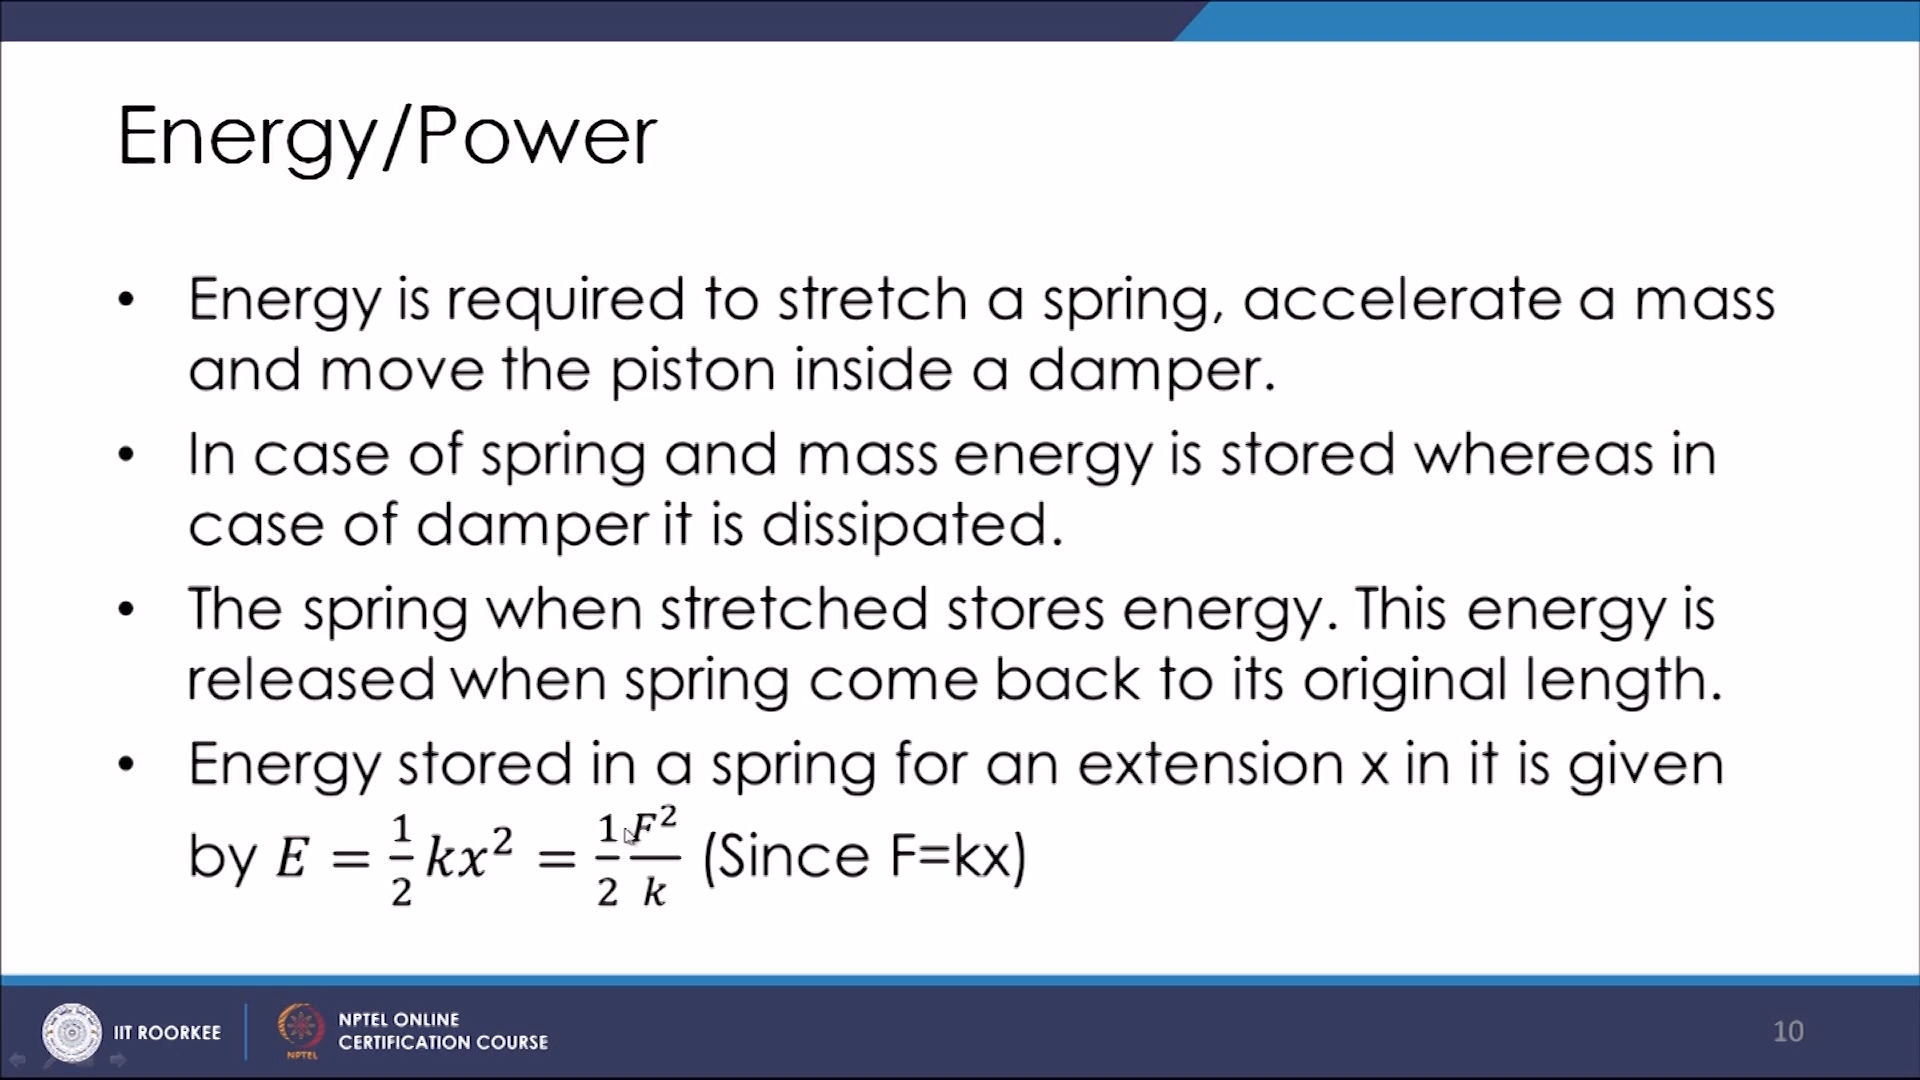 Energy/Power
• Energy is required to stretch a spring, accelerate a mass
and move the piston inside a damper.
• In case of spring and mass energy is stored whereas in
case of damper it is dissipated.
• The spring when stretched stores energy. This energy is
released when spring come back to its original length.
• Energy stored in a spring for an extension x in it is given
by E = 1/2 kx² = 1/2 F²/k (Since F=kx)
IIT ROORKEE
NPTEL
NPTEL ONLINE
CERTIFICATION COURSE
10